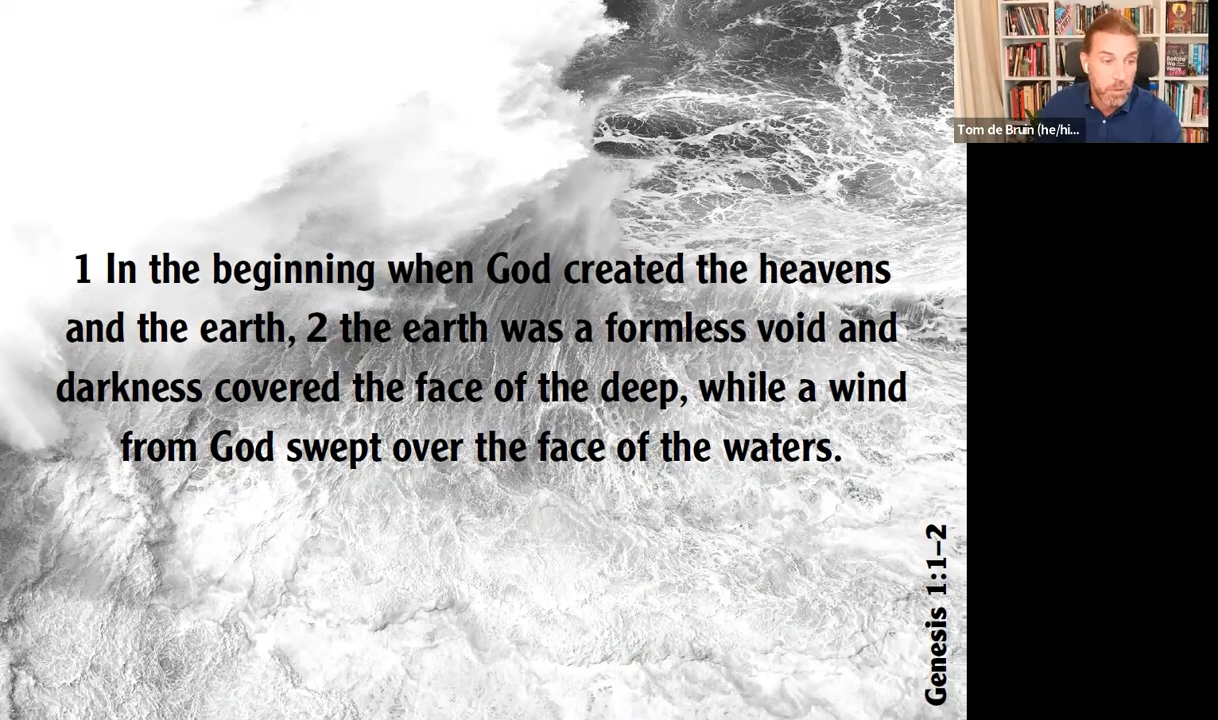 1 In the beginning when God created the heavens
and the earth, 2 the earth was a formless void and
darkness covered the face of the deep, while a wind
from God swept over the face of the waters.
Genesis 1:1–2
Tom de Bruin (he/hi...